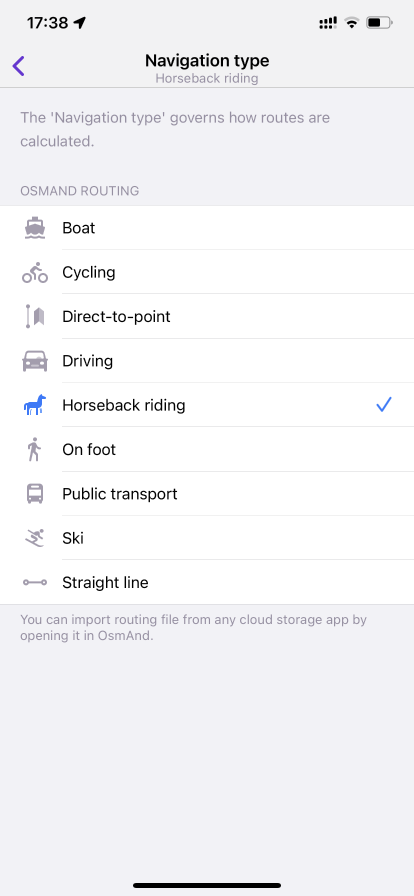 17:38
Navigation type
Horseback riding
The 'Navigation type' governs how routes are
calculated.
OSMAND ROUTING
Boat
Cycling
Direct-to-point
Driving
Horseback riding
On foot
Public transport
Ski
Straight line
You can import routing file from any cloud storage app by
opening it in OsmAnd.